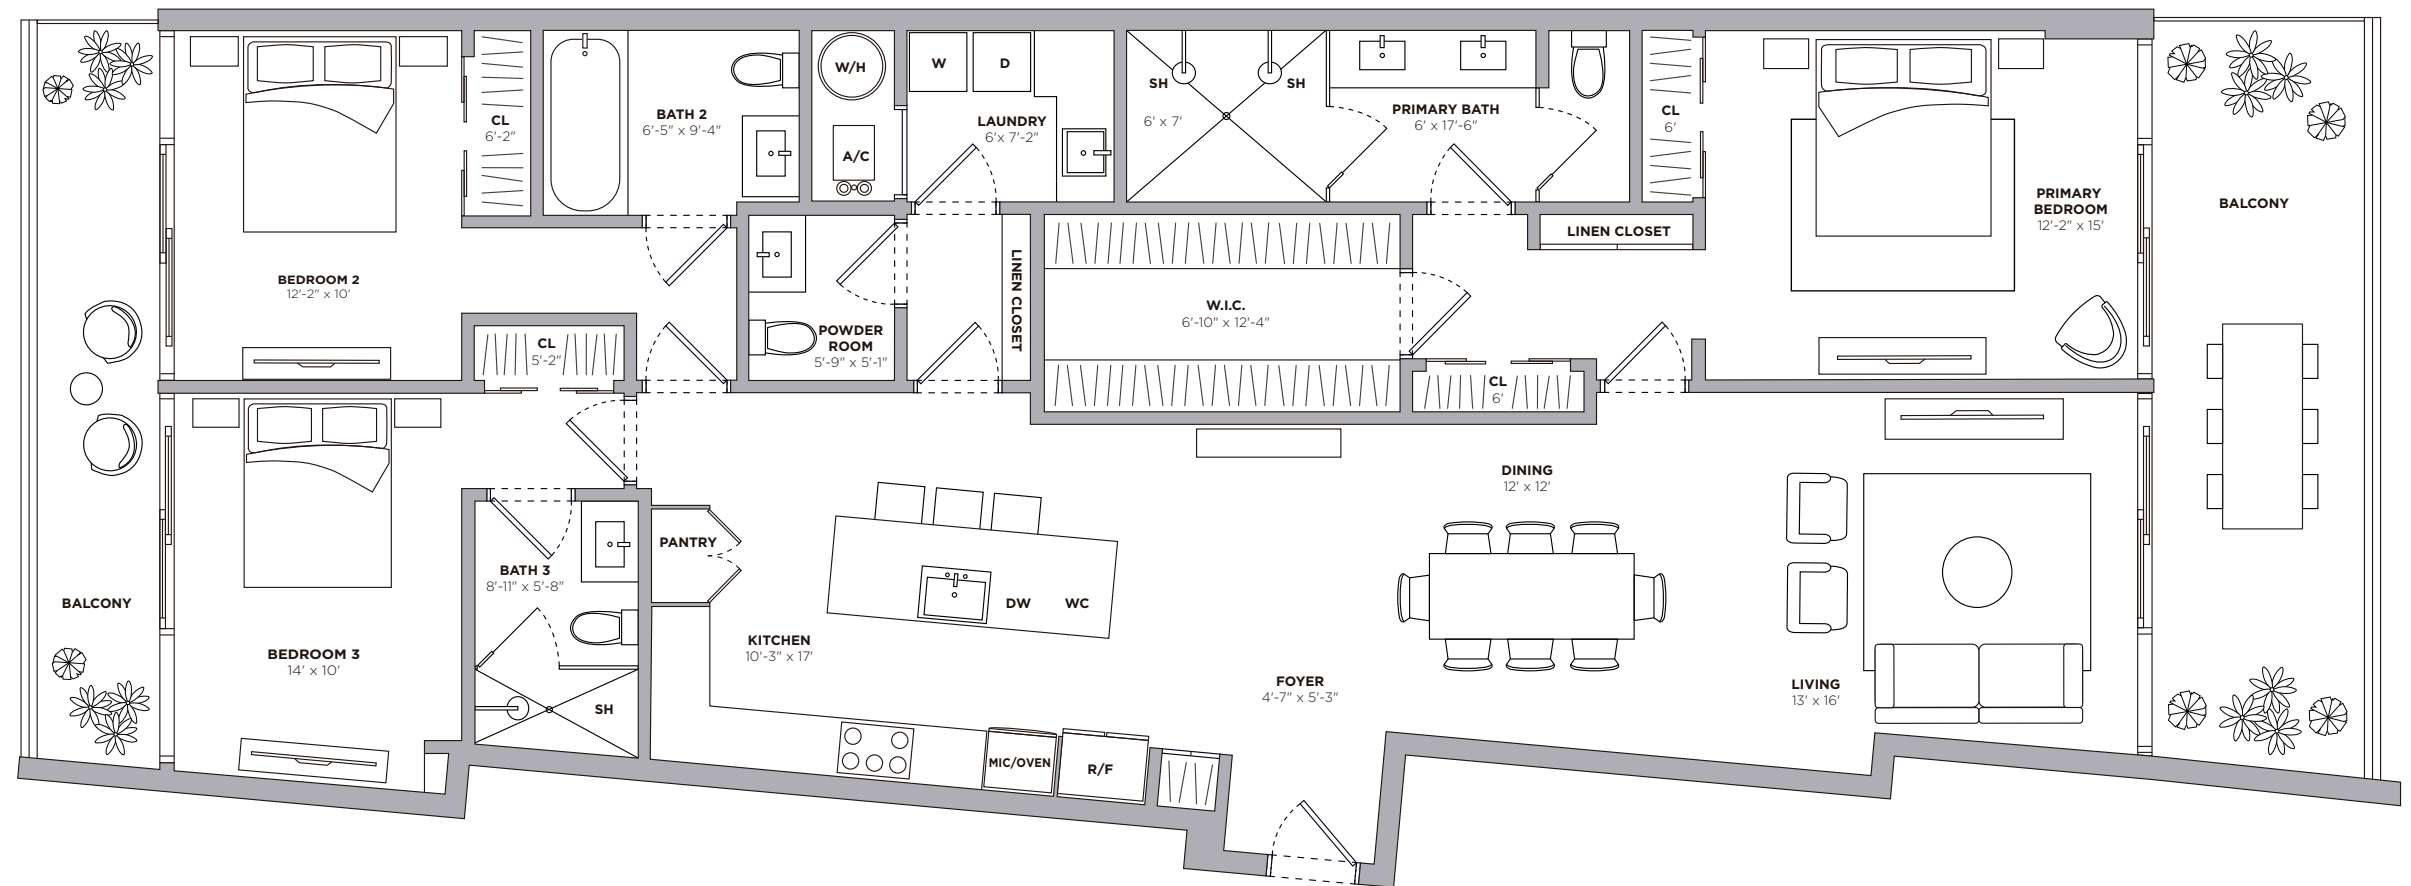 CL
6'-2"
BATH 2
6'-5" x 9'-4"
W/H
A/C
W
D
LAUNDRY
6'x 7'-2"
SH
SH
6' x 7'
PRIMARY BATH
6' x 17'-6"
CL
6'
PRIMARY
BEDROOM
12'-2" x 15'
BALCONY
LINEN CLOSET
BEDROOM 2
12'-2" x 10'
LINEN CLOSET
W.I.C.
6'-10" x 12'-4"
POWDER
ROOM
5'-9" x 5'-1"
CL
5'-2"
CL
6'
DINING
12' x 12'
PANTRY
BATH 3
8'-11" x 5'-8"
BALCONY
DW
WC
KITCHEN
10'-3" x 17'
BEDROOM 3
14' x 10'
FOYER
4'-7" x 5'-3"
LIVING
13' x 16'
SH
MIC/OVEN
R/F